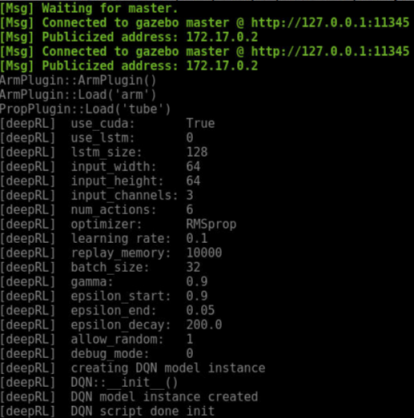 [Msg] Waiting for master.
[Msg] Connected to gazebo master @ http://127.0.0.1:11345
[Msg] Publicized address: 172.17.0.2
[Msg] Connected to gazebo master @ http://127.0.0.1:11345
[Msg] Publicized address: 172.17.0.2
ArmPlugin::ArmPlugin()
ArmPlugin::Load('arm')
PropPlugin::Load('tube')
[deepRL]  use_cuda:       True
[deepRL]  use_lstm:       0
[deepRL]  lstm_size:      128
[deepRL]  input_width:    64
[deepRL]  input_height:   64
[deepRL]  input_channels: 3
[deepRL]  num_actions:    6
[deepRL]  optimizer:      RMSprop
[deepRL]  learning rate:  0.1
[deepRL]  replay_memory:  10000
[deepRL]  batch_size:     32
[deepRL]  gamma:          0.9
[deepRL]  epsilon_start:  0.9
[deepRL]  epsilon_end:    0.05
[deepRL]  epsilon_decay:  200.0
[deepRL]  allow_random:   1
[deepRL]  debug_mode:     0
[deepRL]  creating DQN model instance
[deepRL]  DQN::__init__()
[deepRL]  DQN model instance created
[deepRL]  DQN script done init